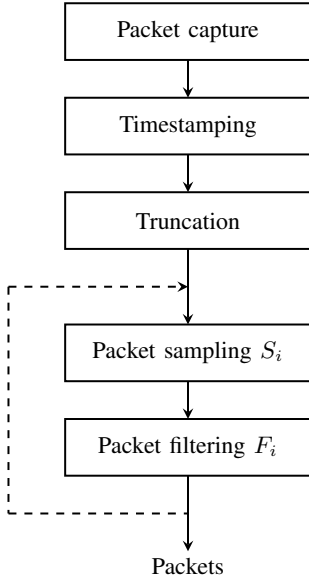 Packet capture
Timestamping
Truncation
Packet sampling $S_i$
Packet filtering $F_i$
Packets